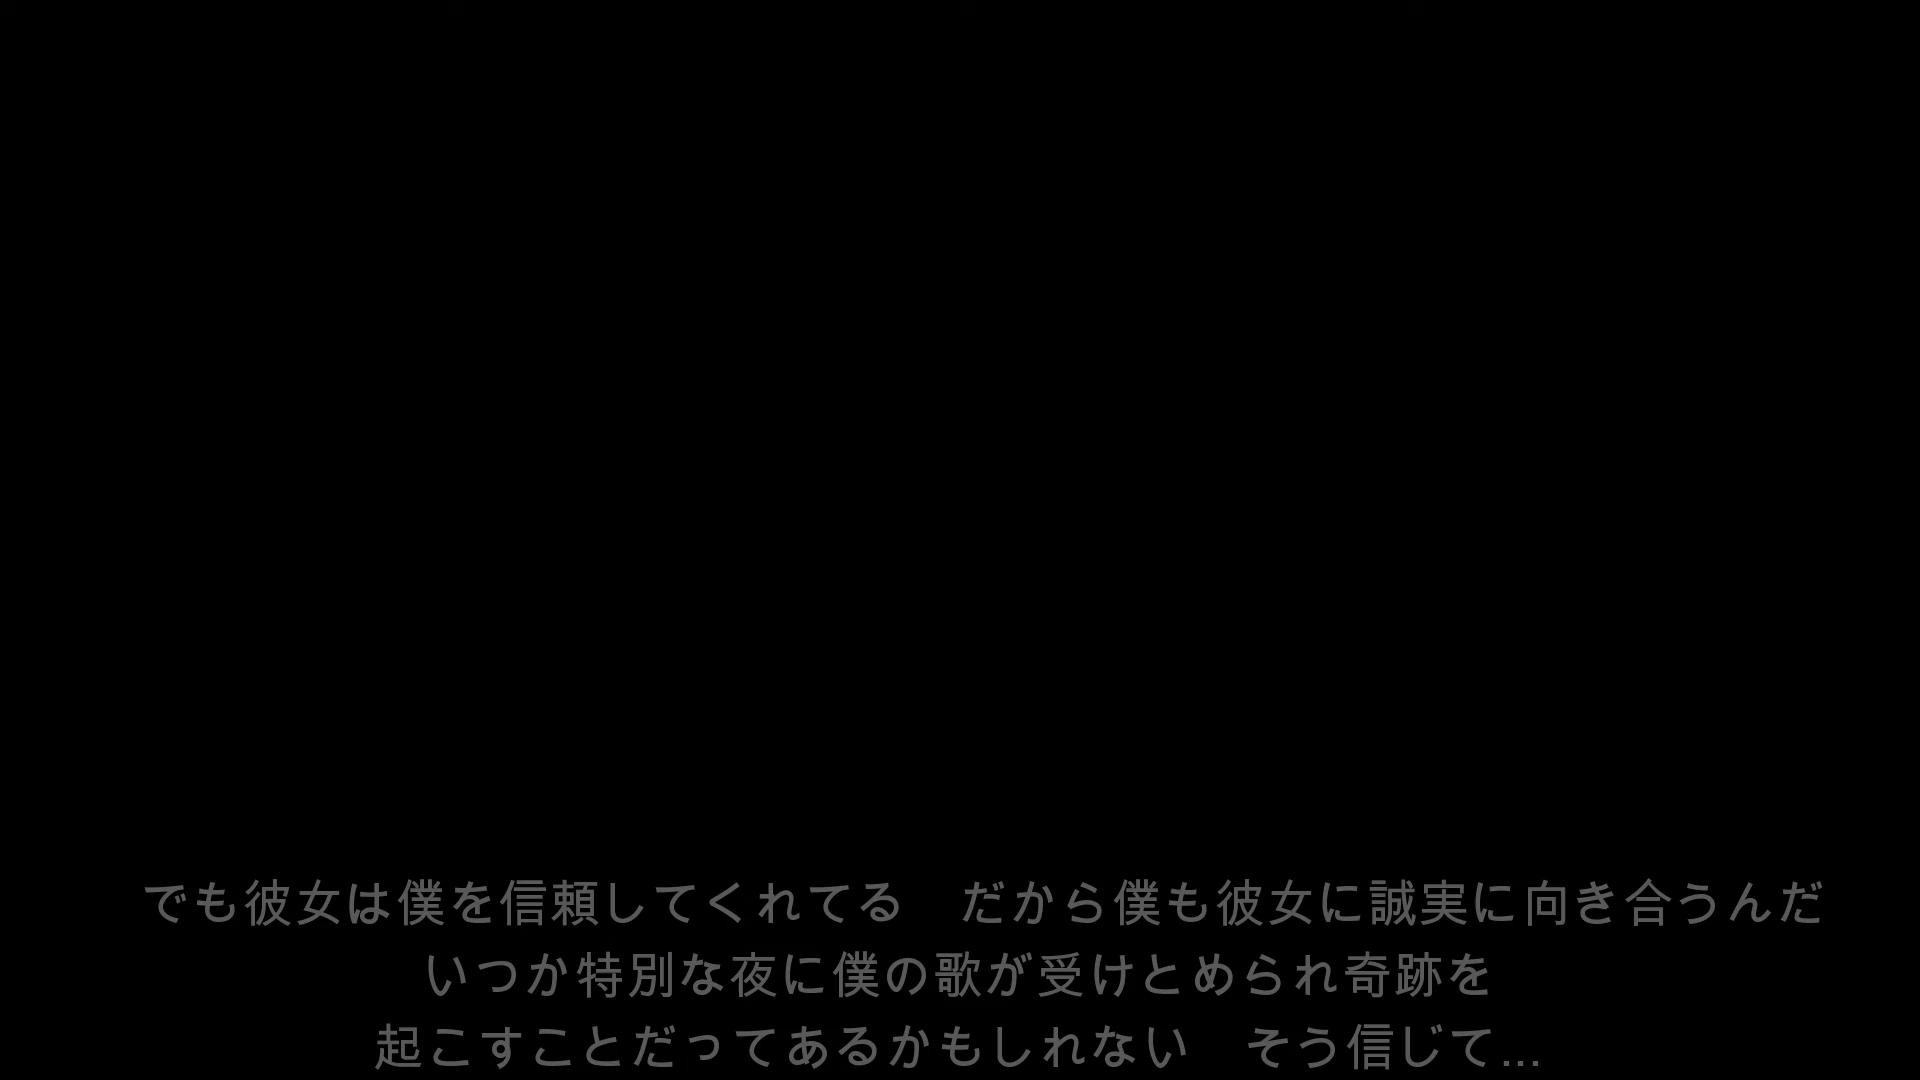 でも彼女は僕を信頼してくれてる　だから僕も彼女に誠実に向き合うんだ
いつか特別な夜に僕の歌が受けとめられ奇跡を
起こすことだってあるかもしれない　そう信じて...